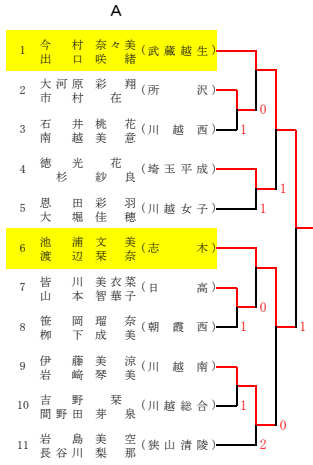 A
1 今村奈々美 (武蔵越生)
出口咲緒
2 大河原彩翔 (所沢)
市村在
3 石井桃花 (川越西)
南越美意
4 徳光花 (埼玉平成)
杉紗良
5 恩田彩羽 (川越女子)
大堀佳穂
6 池浦文美 (志木)
渡辺栞奈
7 皆川美衣菜 (日高)
山本智華子
8 笹岡瑠奈 (朝霞西)
柳下成美
9 伊藤美涼 (川越南)
岩﨑琴美
10 吉野栞 (川越総合)
間野田芽泉
11 岩島美空 (狭山清陵)
長谷川梨那
0
1
1
1
0
1
1
1
0
2